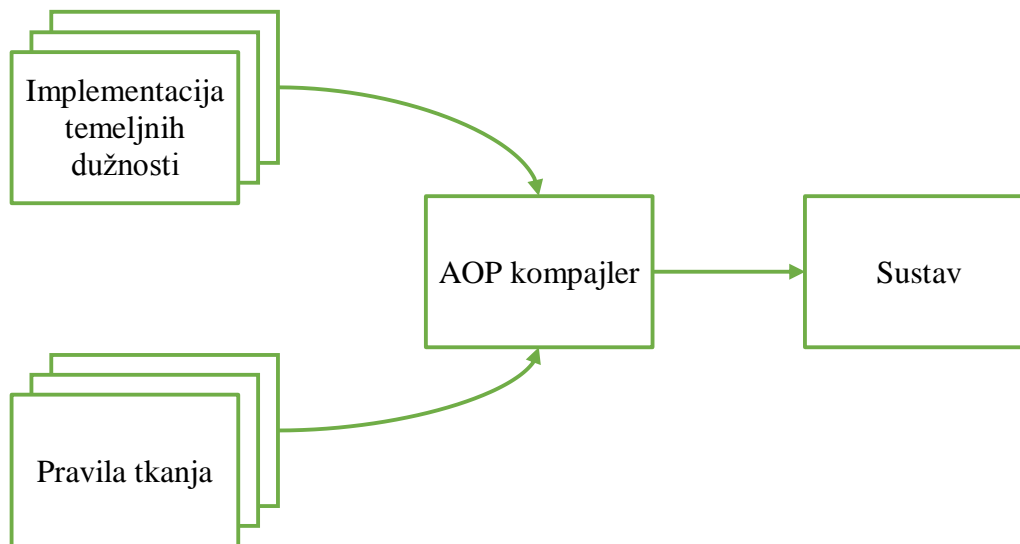 Implementacija
temeljnih
dužnosti
AOP kompajler
Sustav
Pravila tkanja